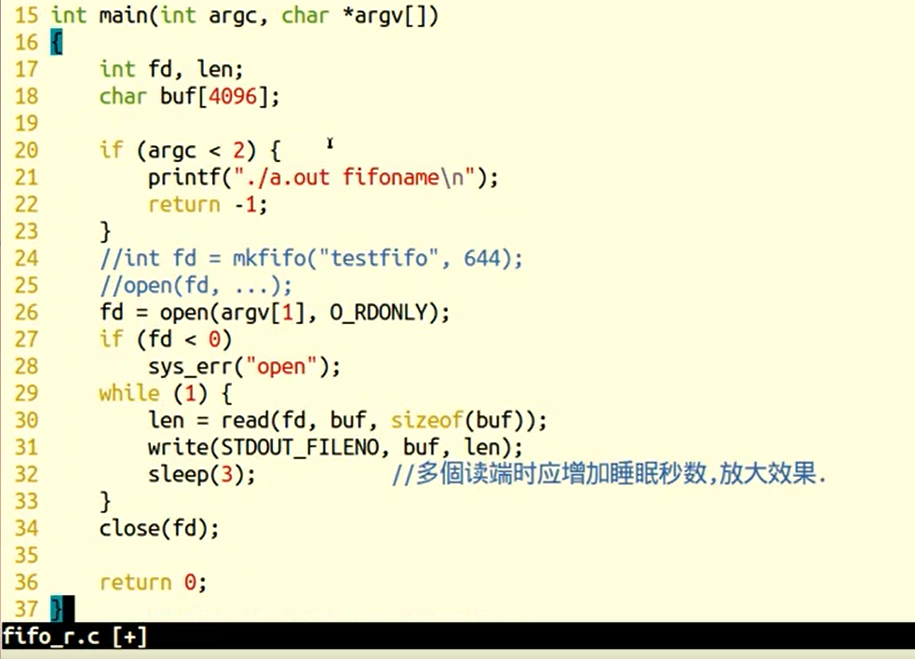 15 int main(int argc, char *argv[])
16 {
17     int fd, len;
18     char buf[4096];
19
20     if (argc < 2) {
21         printf("./a.out fifoname\n");
22         return -1;
23     }
24     //int fd = mkfifo("testfifo", 644);
25     //open(fd, ...);
26     fd = open(argv[1], O_RDONLY);
27     if (fd < 0)
28         sys_err("open");
29     while (1) {
30         len = read(fd, buf, sizeof(buf));
31         write(STDOUT_FILENO, buf, len);
32         sleep(3);           //多個读端时应增加睡眠秒数,放大效果.
33     }
34     close(fd);
35
36     return 0;
37 }
fifo_r.c [+]